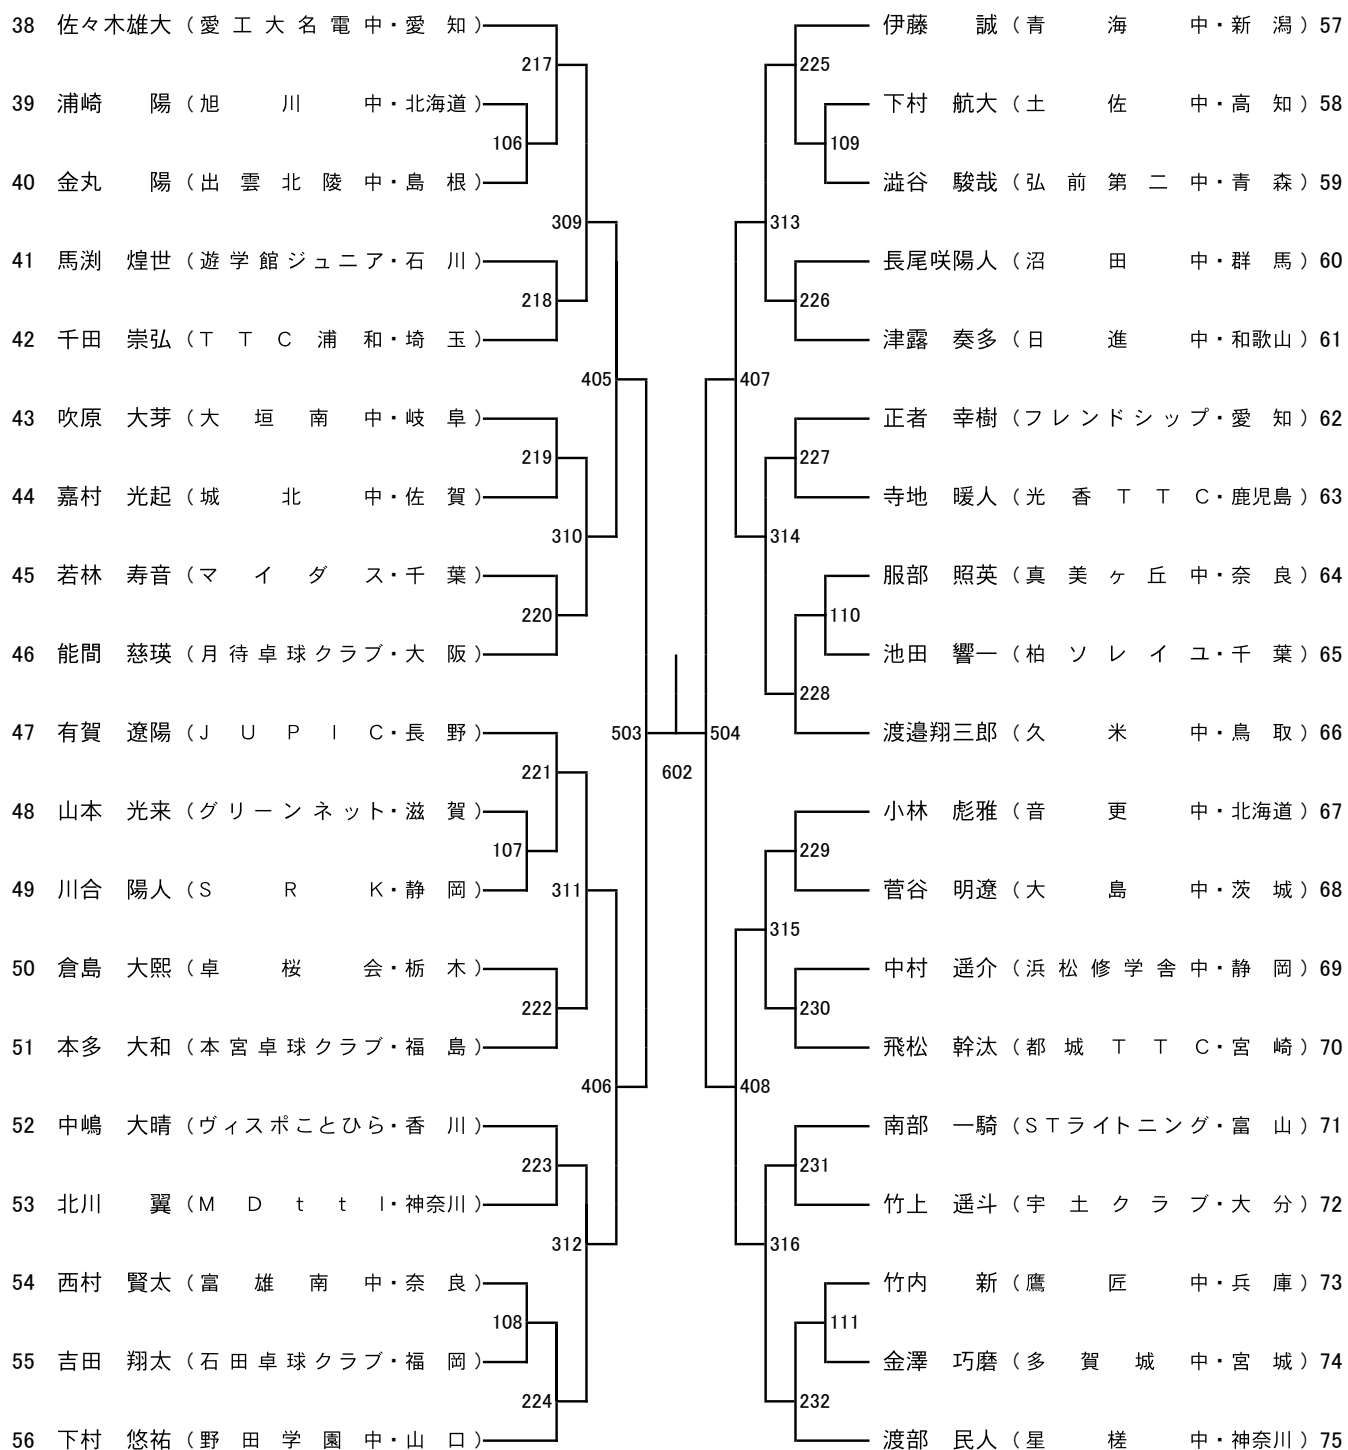 38 佐々木雄大（愛工大名電中・愛知）
217
39 浦崎 陽（旭川中・北海道）
106
40 金丸 陽（出雲北陵中・島根）
309
41 馬渕 煌世（遊学館ジュニア・石川）
218
42 千田 崇弘（TTC浦和・埼玉）
405
43 吹原 大芽（大垣南中・岐阜）
219
44 嘉村 光起（城北中・佐賀）
310
45 若林 寿音（マイダス・千葉）
220
46 能間 慈瑛（月待卓球クラブ・大阪）
47 有賀 遼陽（JUPIC・長野）
503
221
48 山本 光来（グリーンネット・滋賀）
107
49 川合 陽人（SRK・静岡）
311
50 倉島 大熙（卓桜会・栃木）
222
51 本多 大和（本宮卓球クラブ・福島）
406
52 中嶋 大晴（ヴィスポことひら・香川）
223
53 北川 翼（MDttl・神奈川）
312
54 西村 賢太（富雄南中・奈良）
108
55 吉田 翔太（石田卓球クラブ・福岡）
224
56 下村 悠祐（野田学園中・山口）
602
伊藤 誠（青海中・新潟）57
225
下村 航大（土佐中・高知）58
109
澁谷 駿哉（弘前第二中・青森）59
313
長尾咲陽人（沼田中・群馬）60
226
津露 奏多（日進中・和歌山）61
407
正者 幸樹（フレンドシップ・愛知）62
227
寺地 暖人（光香TTC・鹿児島）63
314
服部 照英（真美ヶ丘中・奈良）64
110
池田 響一（柏ソレイユ・千葉）65
228
渡邉翔三郎（久米中・鳥取）66
504
小林 彪雅（音更中・北海道）67
229
菅谷 明遼（大島中・茨城）68
315
中村 遥介（浜松修学舎中・静岡）69
230
飛松 幹汰（都城TTC・宮崎）70
408
南部 一騎（STライトニング・富山）71
231
竹上 遥斗（宇土クラブ・大分）72
316
竹内 新（鷹匠中・兵庫）73
111
金澤 巧磨（多賀城中・宮城）74
232
渡部 民人（星槎中・神奈川）75